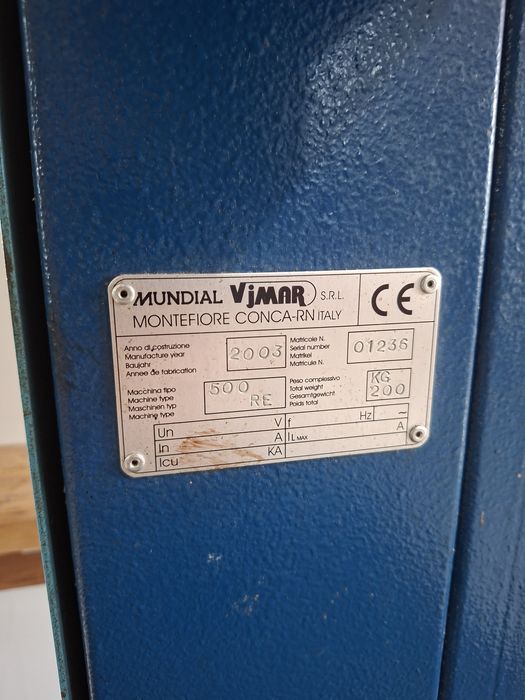 MUNDIAL VjMAR S.R.L.
MONTEFIORE CONCA-RN ITALY
CE
Anno di costruzione
Manufacture year
Baujahr
Annee de fabrication
2003
Matricole N.
Serial number
Matrikel
Matricule N.
01236
Macchina tipo
Machine type
Maschinen typ
Machine type
500
RE
Peso complessivo
Total weight
Gesamtgewicht
Poids total
KG
200
Un V f Hz ~
In A IL MAX A
Icu KA